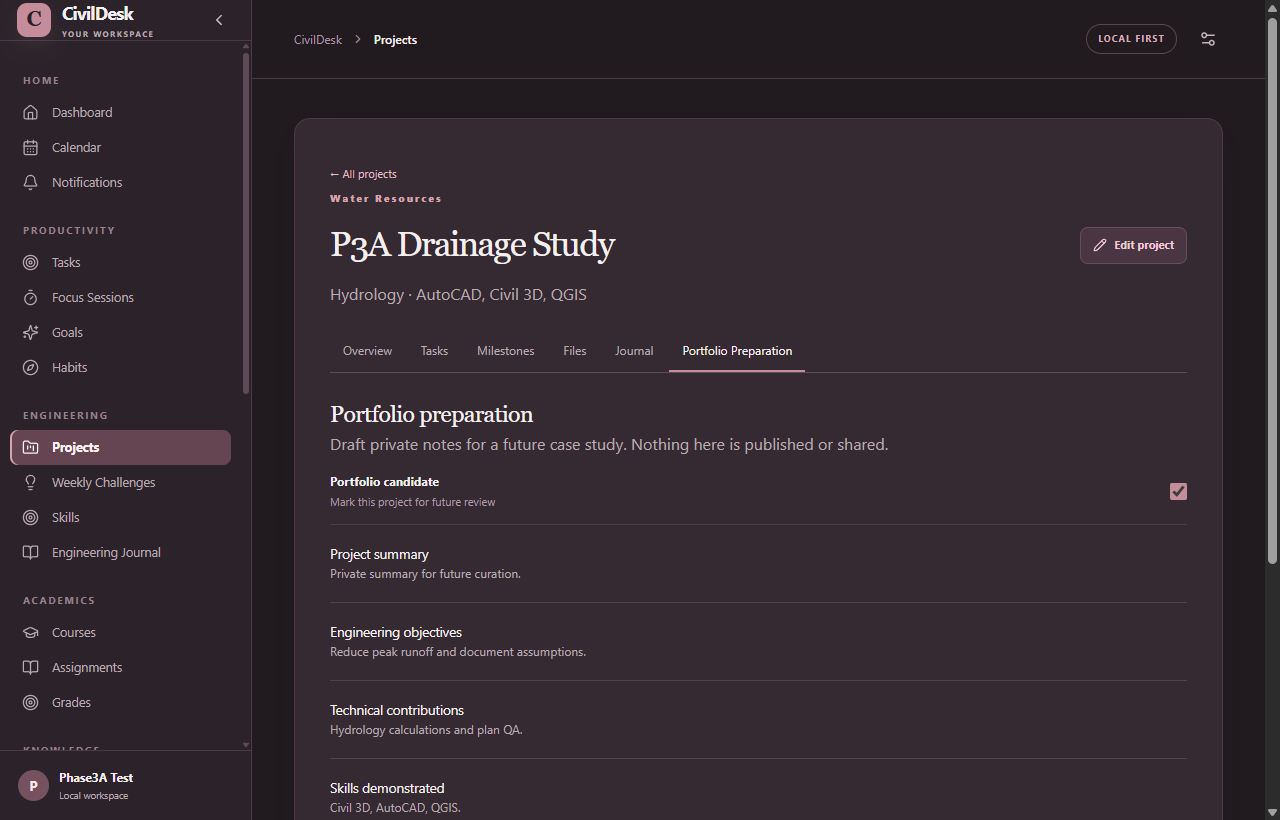 C
CivilDesk
YOUR WORKSPACE
HOME
Dashboard
Calendar
Notifications
PRODUCTIVITY
Tasks
Focus Sessions
Goals
Habits
ENGINEERING
Projects
Weekly Challenges
Skills
Engineering Journal
ACADEMICS
Courses
Assignments
Grades
KNOWLEDGE
P
Phase3A Test
Local workspace
CivilDesk > Projects
LOCAL FIRST
← All projects
Water Resources
P3A Drainage Study
Edit project
Hydrology · AutoCAD, Civil 3D, QGIS
Overview Tasks Milestones Files Journal Portfolio Preparation
Portfolio preparation
Draft private notes for a future case study. Nothing here is published or shared.
Portfolio candidate
Mark this project for future review
Project summary
Private summary for future curation.
Engineering objectives
Reduce peak runoff and document assumptions.
Technical contributions
Hydrology calculations and plan QA.
Skills demonstrated
Civil 3D, AutoCAD, QGIS.